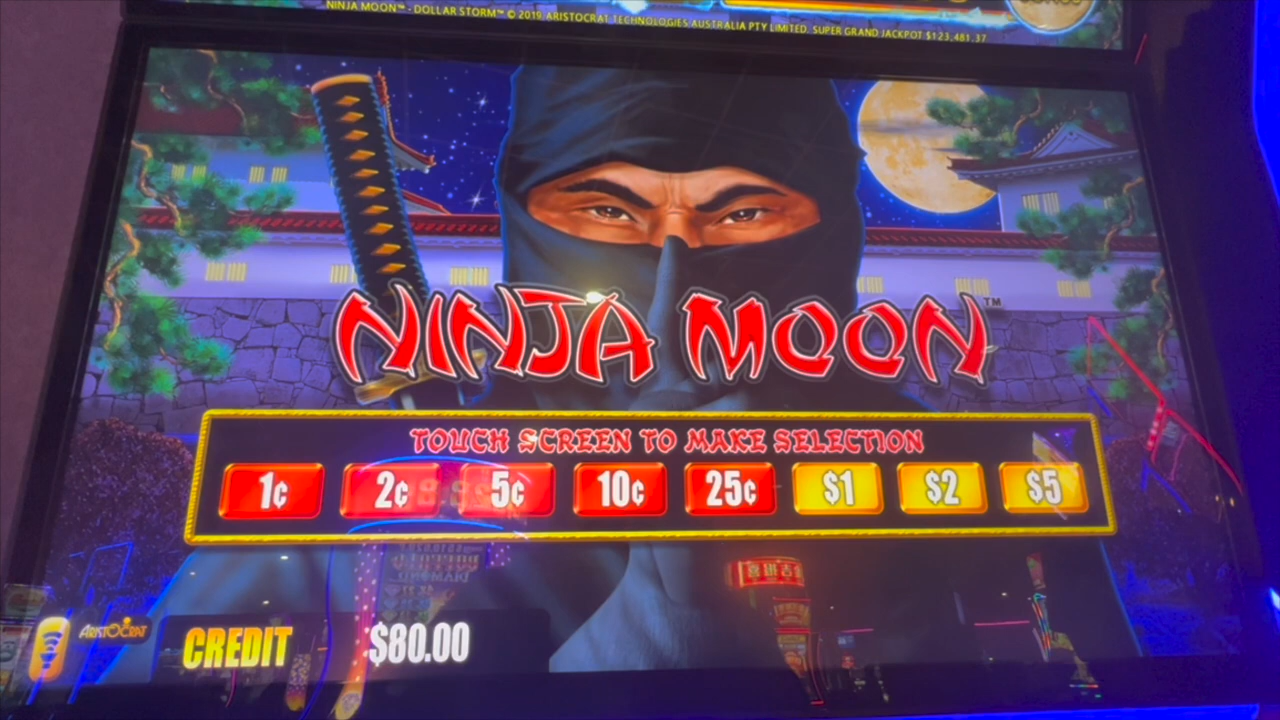 NINJA MOON™ - DOLLAR STORM™ © 2019 ARISTOCRAT TECHNOLOGIES AUSTRALIA PTY LIMITED. SUPER GRAND JACKPOT $123,481.37
NINJA MOON™
TOUCH SCREEN TO MAKE SELECTION
1¢ 2¢ 5¢ 10¢ 25¢ $1 $2 $5
ARISTOCRAT
CREDIT $80.00